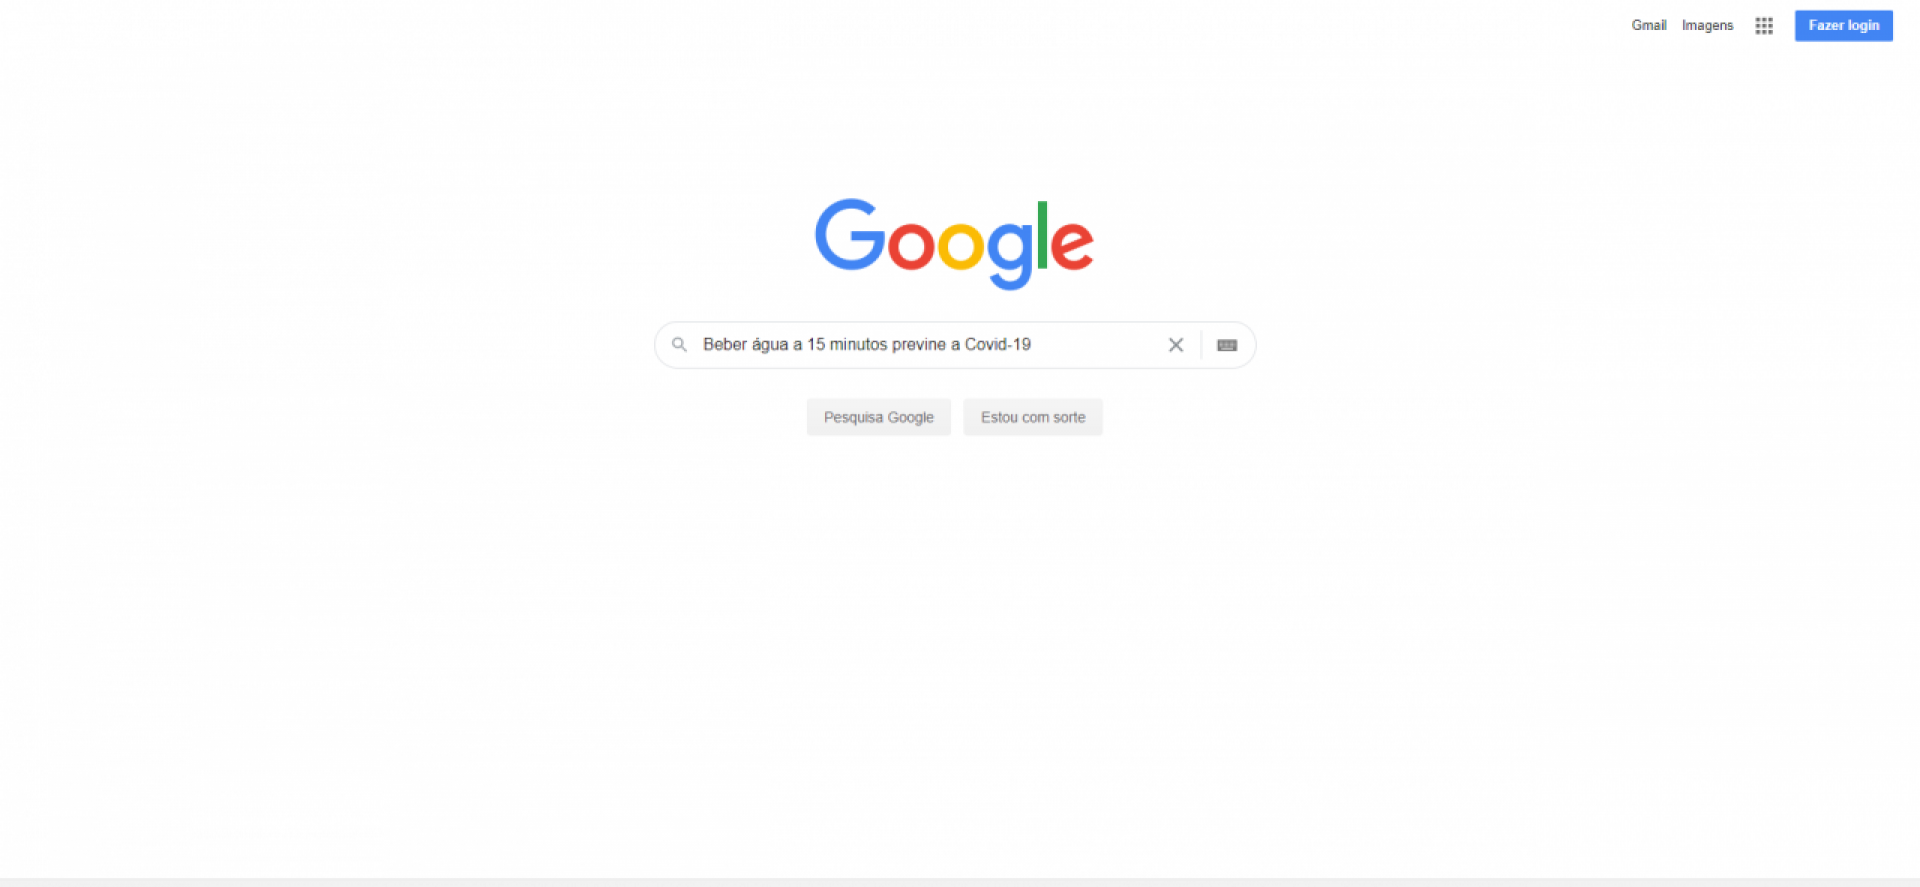 Gmail Imagens Fazer login
Google
Beber água a 15 minutos previne a Covid-19
Pesquisa Google Estou com sorte